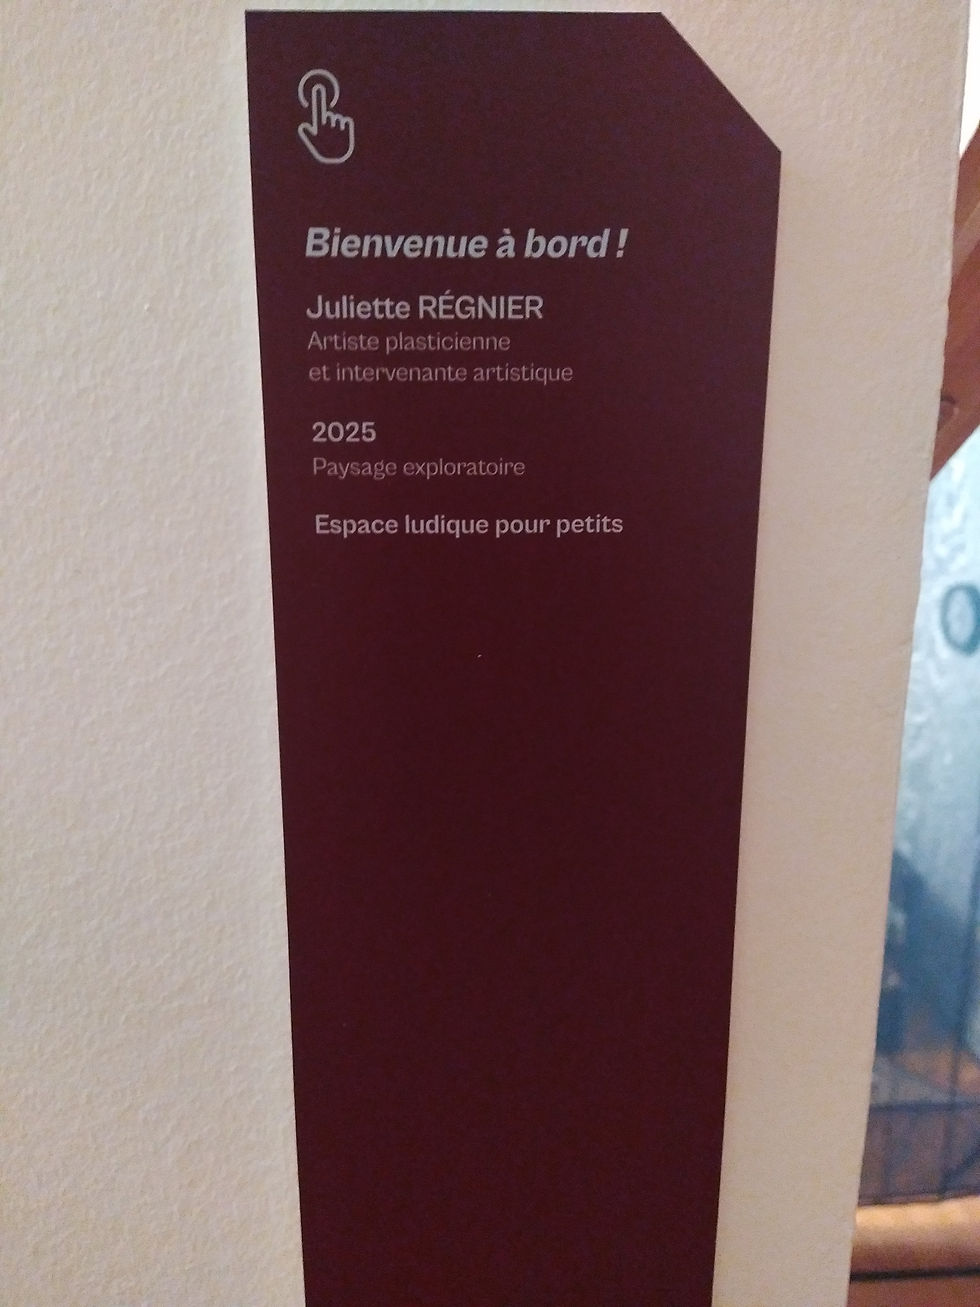 Bienvenue à bord !
Juliette RÉGNIER
Artiste plasticienne
et intervenante artistique
2025
Paysage exploratoire
Espace ludique pour petits